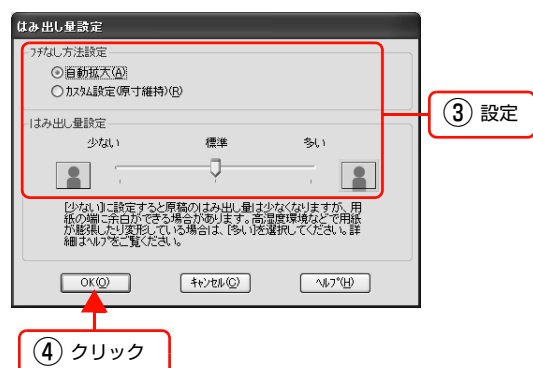 はみ出し量設定
フチなし方法設定
自動拡大(A)
カスタム設定(原寸維持)(R)
はみ出し量設定
少ない 標準 多い
[少ない]に設定すると原稿のはみ出し量は少なくなりますが、用
紙の端に余白ができる場合があります。高湿度環境などで用紙
が膨張したり変形している場合は、[多い]を選択してください。詳
細はヘルプをご覧ください。
OK(O) キャンセル(C) ヘルプ(H)
③ 設定
④ クリック